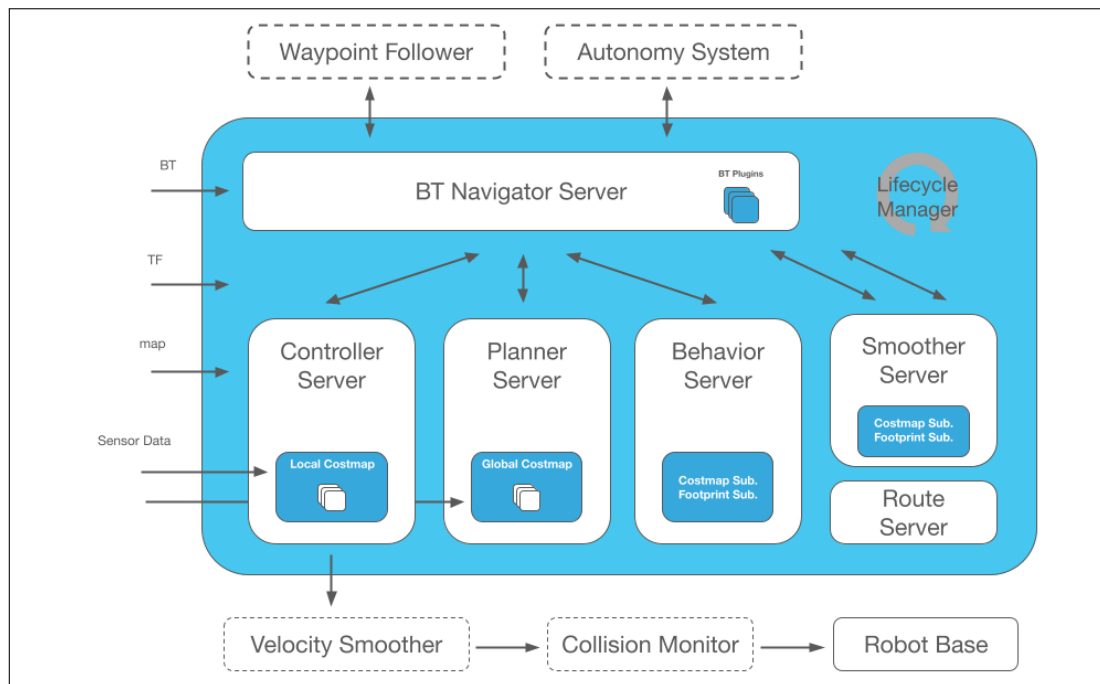 Waypoint Follower
Autonomy System
BT
BT Navigator Server
BT Plugins
Lifecycle
Manager
TF
map
Sensor Data
Controller
Server
Local Costmap
Planner
Server
Global Costmap
Behavior
Server
Costmap Sub.
Footprint Sub.
Smoother
Server
Costmap Sub.
Footprint Sub.
Route
Server
Velocity Smoother
Collision Monitor
Robot Base